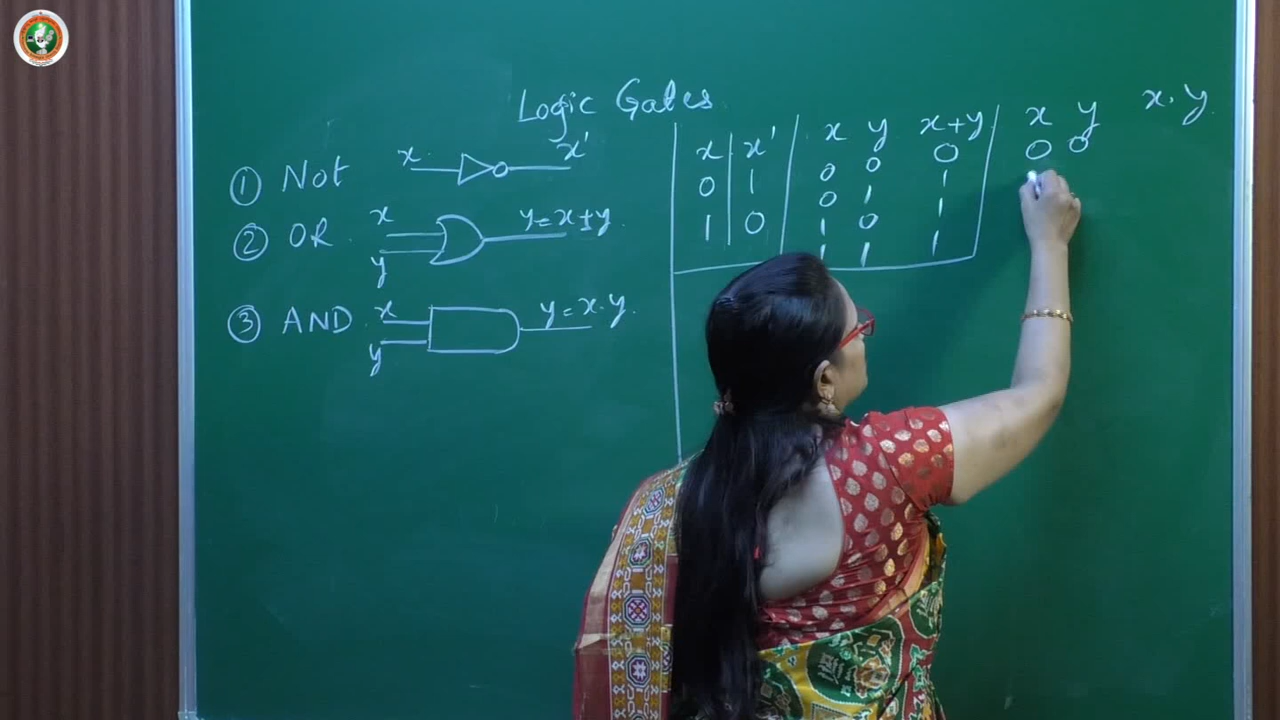 Logic Gates
① Not x x'
② OR x y y=x+y
③ AND x y y=x.y
x x'
0 1
1 0
x y x+y
0 0 0
0 1 1
1 0 1
1 1 1
x y x.y
0 0